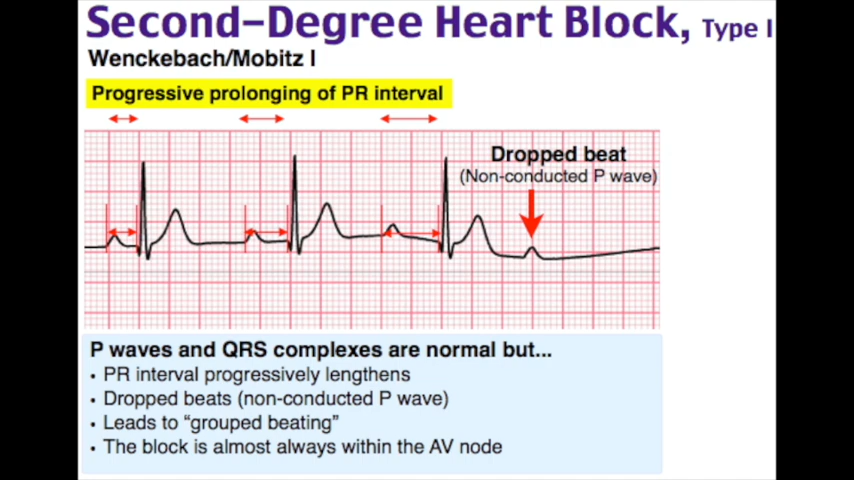 Second-Degree Heart Block, Type I
Wenckebach/Mobitz I
Progressive prolonging of PR interval
Dropped beat
(Non-conducted P wave)
P waves and QRS complexes are normal but...
• PR interval progressively lengthens
• Dropped beats (non-conducted P wave)
• Leads to “grouped beating”
• The block is almost always within the AV node